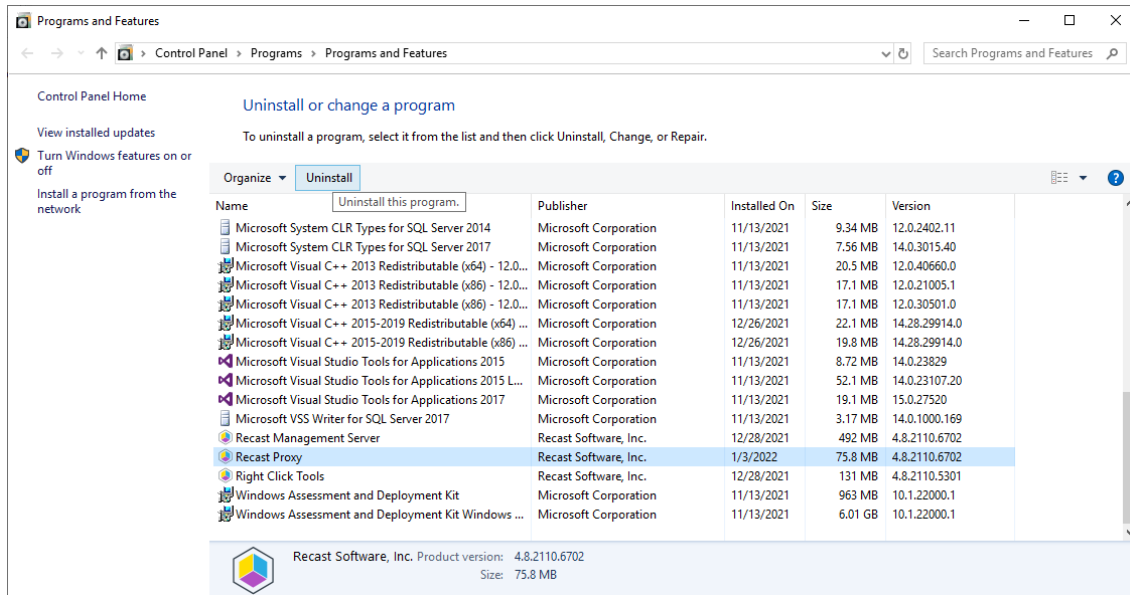 Programs and Features
Control Panel > Programs > Programs and Features
Search Programs and Features
Control Panel Home
View installed updates
Turn Windows features on or
off
Install a program from the
network
Uninstall or change a program
To uninstall a program, select it from the list and then click Uninstall, Change, or Repair.
Organize Uninstall
Uninstall this program.
Name Publisher Installed On Size Version
Microsoft System CLR Types for SQL Server 2014 Microsoft Corporation 11/13/2021 9.34 MB 12.0.2402.11
Microsoft System CLR Types for SQL Server 2017 Microsoft Corporation 11/13/2021 7.56 MB 14.0.3015.40
Microsoft Visual C++ 2013 Redistributable (x64) - 12.0... Microsoft Corporation 11/13/2021 20.5 MB 12.0.40660.0
Microsoft Visual C++ 2013 Redistributable (x86) - 12.0... Microsoft Corporation 11/13/2021 17.1 MB 12.0.21005.1
Microsoft Visual C++ 2013 Redistributable (x86) - 12.0... Microsoft Corporation 11/13/2021 17.1 MB 12.0.30501.0
Microsoft Visual C++ 2015-2019 Redistributable (x64) ... Microsoft Corporation 12/26/2021 22.1 MB 14.28.29914.0
Microsoft Visual C++ 2015-2019 Redistributable (x86) ... Microsoft Corporation 12/26/2021 19.8 MB 14.28.29914.0
Microsoft Visual Studio Tools for Applications 2015 Microsoft Corporation 11/13/2021 8.72 MB 14.0.23829
Microsoft Visual Studio Tools for Applications 2015 L... Microsoft Corporation 11/13/2021 52.1 MB 14.0.23107.20
Microsoft Visual Studio Tools for Applications 2017 Microsoft Corporation 11/13/2021 19.1 MB 15.0.27520
Microsoft VSS Writer for SQL Server 2017 Microsoft Corporation 11/13/2021 3.17 MB 14.0.1000.169
Recast Management Server Recast Software, Inc. 12/28/2021 492 MB 4.8.2110.6702
Recast Proxy Recast Software, Inc. 1/3/2022 75.8 MB 4.8.2110.6702
Right Click Tools Recast Software, Inc. 12/28/2021 131 MB 4.8.2110.5301
Windows Assessment and Deployment Kit Microsoft Corporation 11/13/2021 963 MB 10.1.22000.1
Windows Assessment and Deployment Kit Windows ... Microsoft Corporation 11/13/2021 6.01 GB 10.1.22000.1
Recast Software, Inc. Product version: 4.8.2110.6702
Size: 75.8 MB